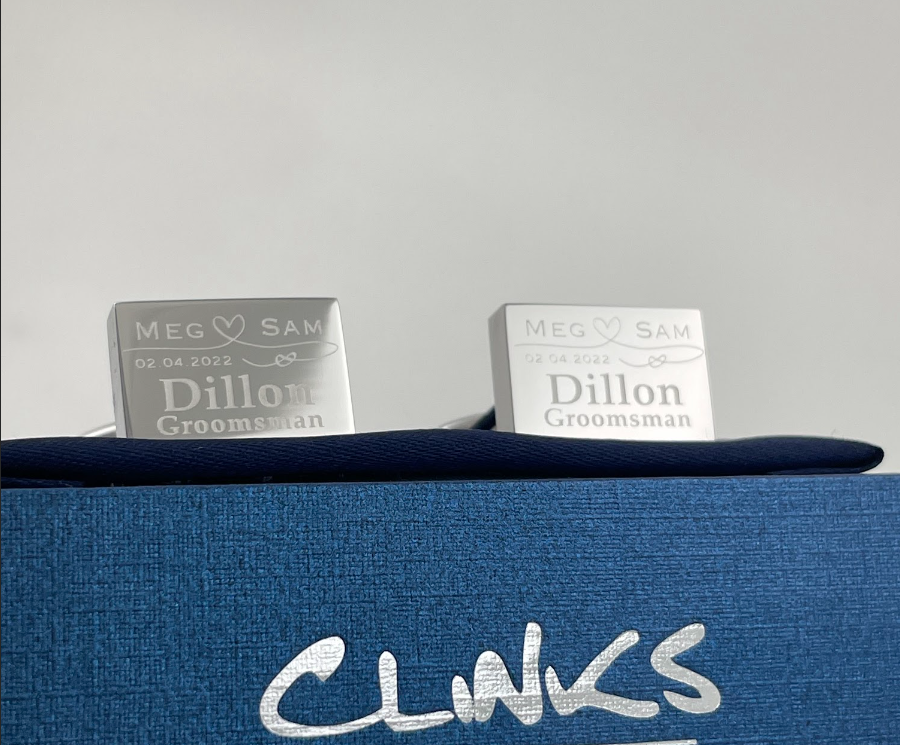 MEG SAM
02.04.2022
Dillon
Groomsman
MEG SAM
02.04.2022
Dillon
Groomsman
CLINKS